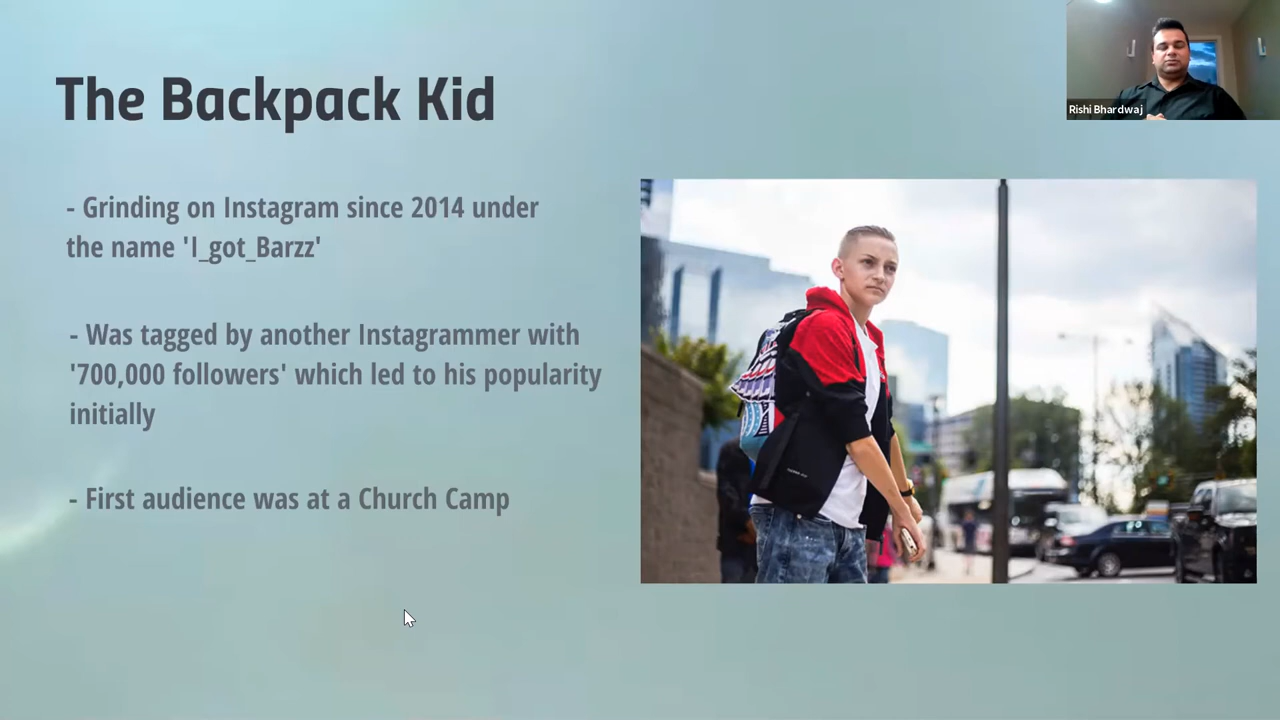 The Backpack Kid
Rishi Bhardwaj
- Grinding on Instagram since 2014 under
the name 'I_got_Barzz'
- Was tagged by another Instagrammer with
'700,000 followers' which led to his popularity
initially
- First audience was at a Church Camp